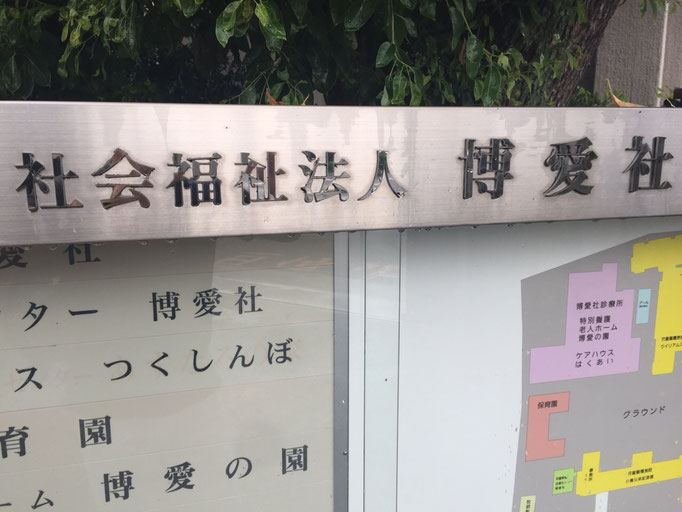 社会福祉法人 博愛社
愛社
ター 博愛社
ス つくしんぼ
育園
ーム 博愛の園
博愛社診療所
特別養護
老人ホーム
博愛の園
ケアハウス
はくあい
保育園
グラウンド